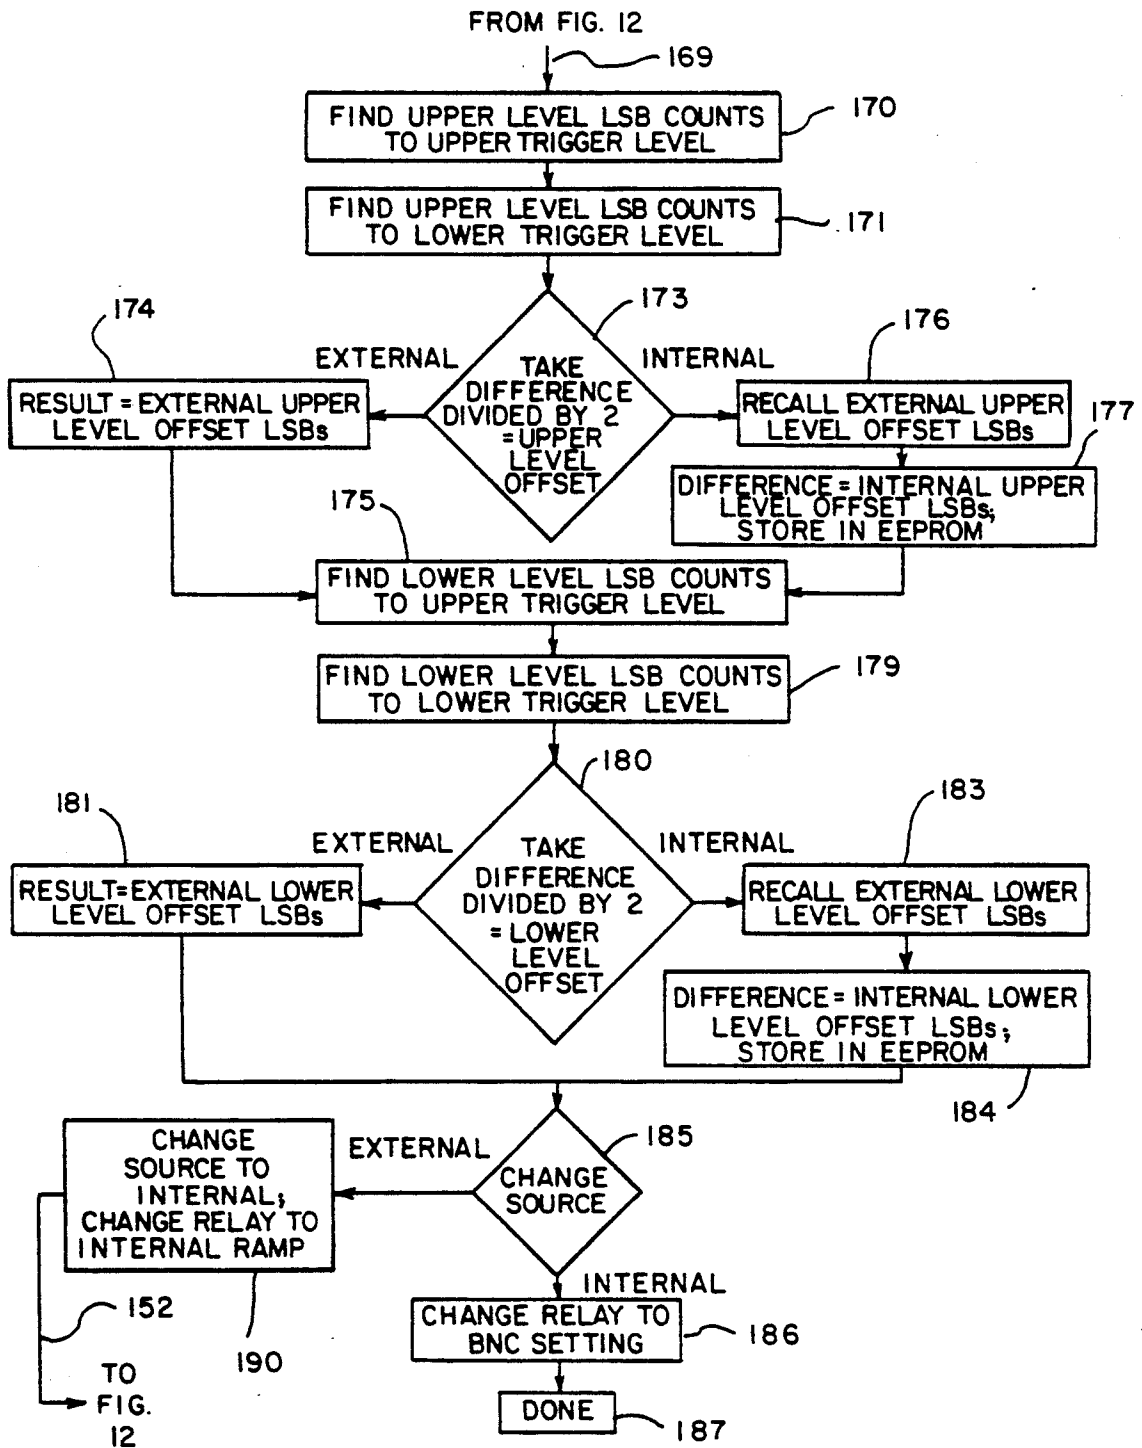 FROM FIG. 12
169
FIND UPPER LEVEL LSB COUNTS
TO UPPER TRIGGER LEVEL
170
FIND UPPER LEVEL LSB COUNTS
TO LOWER TRIGGER LEVEL
171
173
174
176
EXTERNAL
INTERNAL
TAKE
DIFFERENCE
DIVIDED BY 2
=UPPER
LEVEL
OFFSET
RESULT=EXTERNAL UPPER
LEVEL OFFSET LSBs
RECALL EXTERNAL UPPER
LEVEL OFFSET LSBs
177
DIFFERENCE=INTERNAL UPPER
LEVEL OFFSET LSBs;
STORE IN EEPROM
175
FIND LOWER LEVEL LSB COUNTS
TO UPPER TRIGGER LEVEL
FIND LOWER LEVEL LSB COUNTS
TO LOWER TRIGGER LEVEL
179
180
181
183
EXTERNAL
INTERNAL
TAKE
DIFFERENCE
DIVIDED BY 2
=LOWER
LEVEL
OFFSET
RESULT=EXTERNAL LOWER
LEVEL OFFSET LSBs
RECALL EXTERNAL LOWER
LEVEL OFFSET LSBs
DIFFERENCE=INTERNAL LOWER
LEVEL OFFSET LSBs;
STORE IN EEPROM
184
185
EXTERNAL
CHANGE
SOURCE
CHANGE
SOURCE TO
INTERNAL;
CHANGE RELAY TO
INTERNAL RAMP
INTERNAL
152
190
CHANGE RELAY TO
BNC SETTING
186
TO
FIG.
12
DONE
187